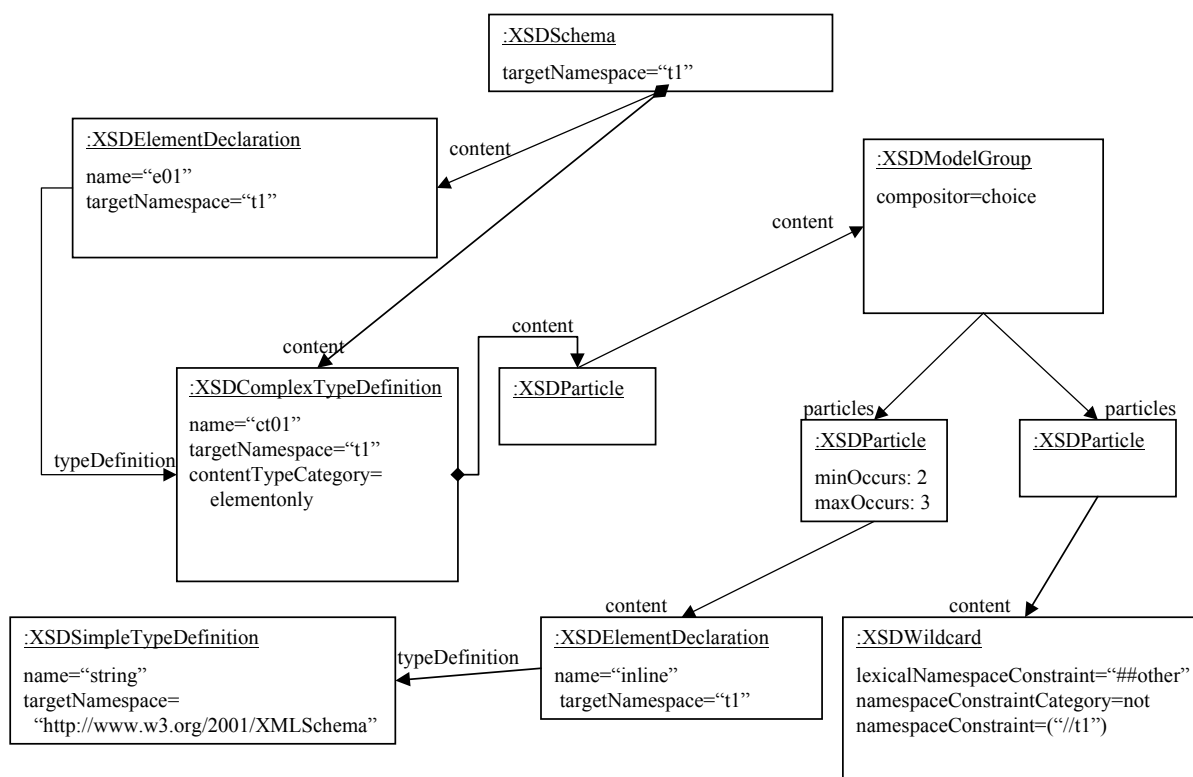 :XSDSchema
targetNamespace=“t1”
:XSDElementDeclaration
name=“e01”
targetNamespace=“t1”
content
:XSDModelGroup
compositor=choice
content
content
content
:XSDComplexTypeDefinition
name=“ct01”
targetNamespace=“t1”
contentTypeCategory=
elementonly
:XSDParticle
typeDefinition
particles
particles
:XSDParticle
minOccurs: 2
maxOccurs: 3
:XSDParticle
content
content
:XSDSimpleTypeDefinition
name=“string”
targetNamespace=
“http://www.w3.org/2001/XMLSchema”
typeDefinition
:XSDElementDeclaration
name=“inline”
targetNamespace=“t1”
:XSDWildcard
lexicalNamespaceConstraint=“##other”
namespaceConstraintCategory=not
namespaceConstraint=(“//t1”)